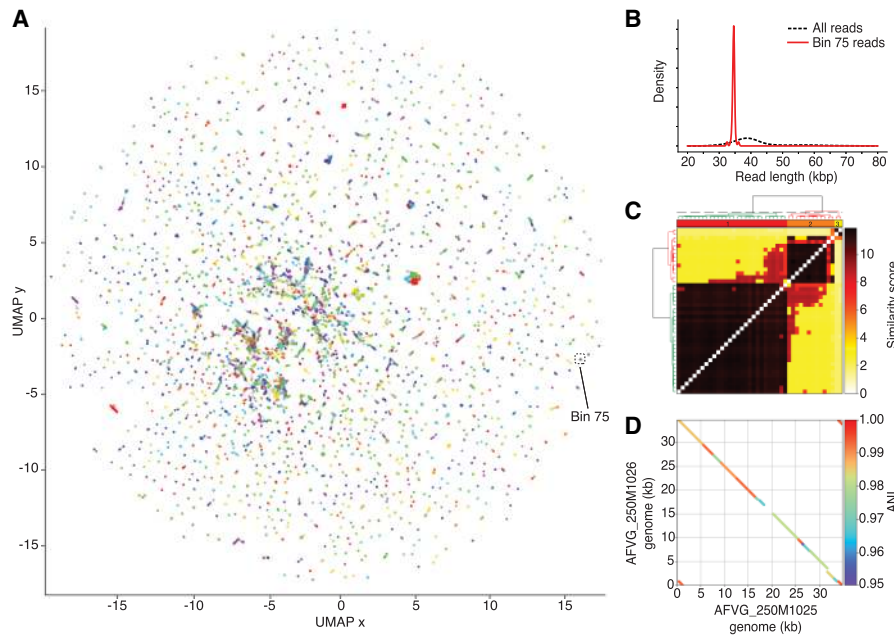 A
15
10
5
0
-5
-10
-15
UMAP y
-15
-10
-5
0
5
10
15
UMAP x
Bin 75
B
All reads
Bin 75 reads
Density
20
30
40
50
60
70
80
Read length (kbp)
C
1
2
3
10
8
6
4
2
0
Similarity score
D
30
25
20
15
10
5
0
AFVG_250M1026
genome (kb)
0
5
10
15
20
25
30
AFVG_250M1025
genome (kb)
1.00
0.99
0.98
0.97
0.96
0.95
ANI